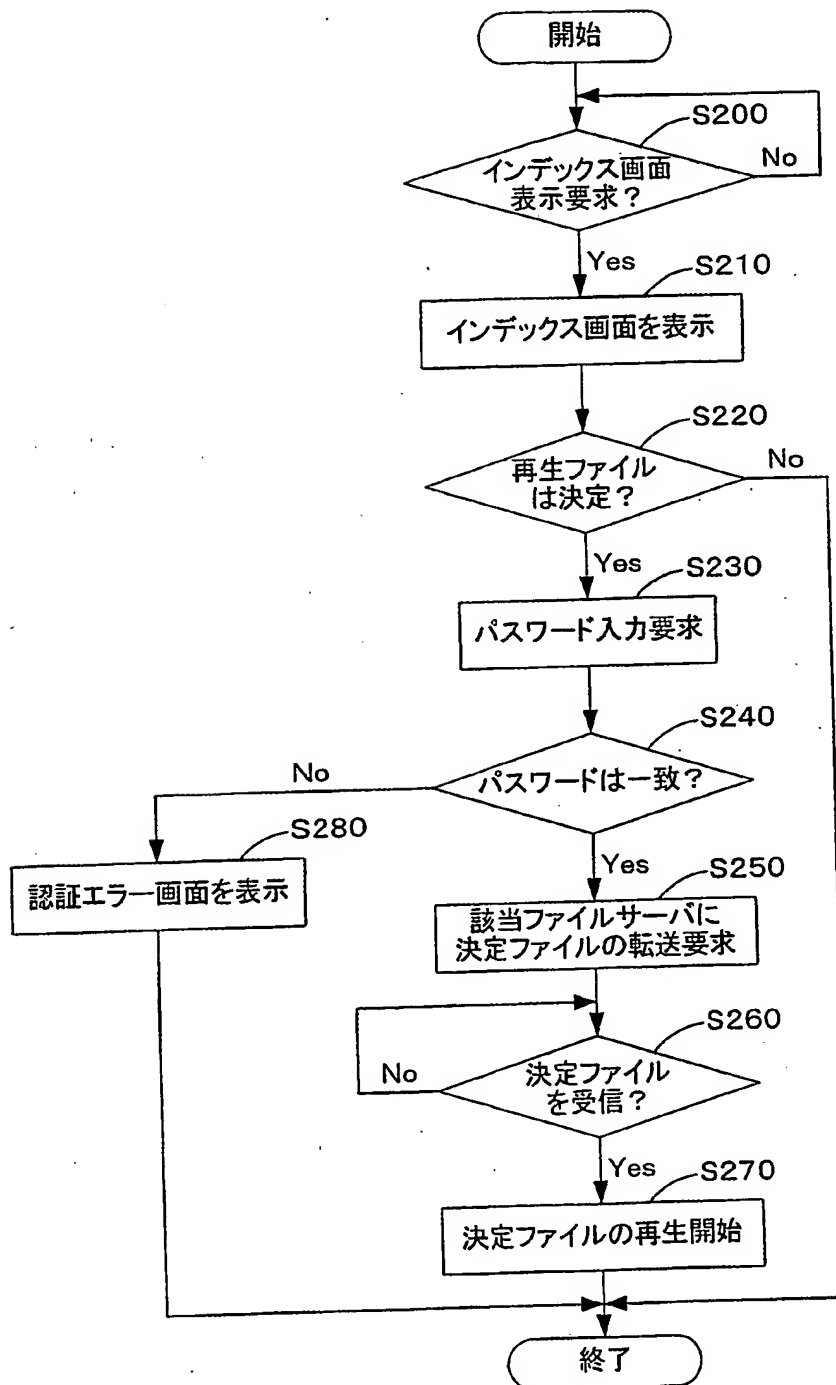 開始
S200
インデックス画面
表示要求？
No
Yes
S210
インデックス画面を表示
S220
再生ファイル
は決定？
No
Yes
S230
パスワード入力要求
S240
パスワードは一致？
No
S280
認証エラー画面を表示
Yes
S250
該当ファイルサーバに
決定ファイルの転送要求
S260
決定ファイル
を受信？
No
Yes
S270
決定ファイルの再生開始
終了